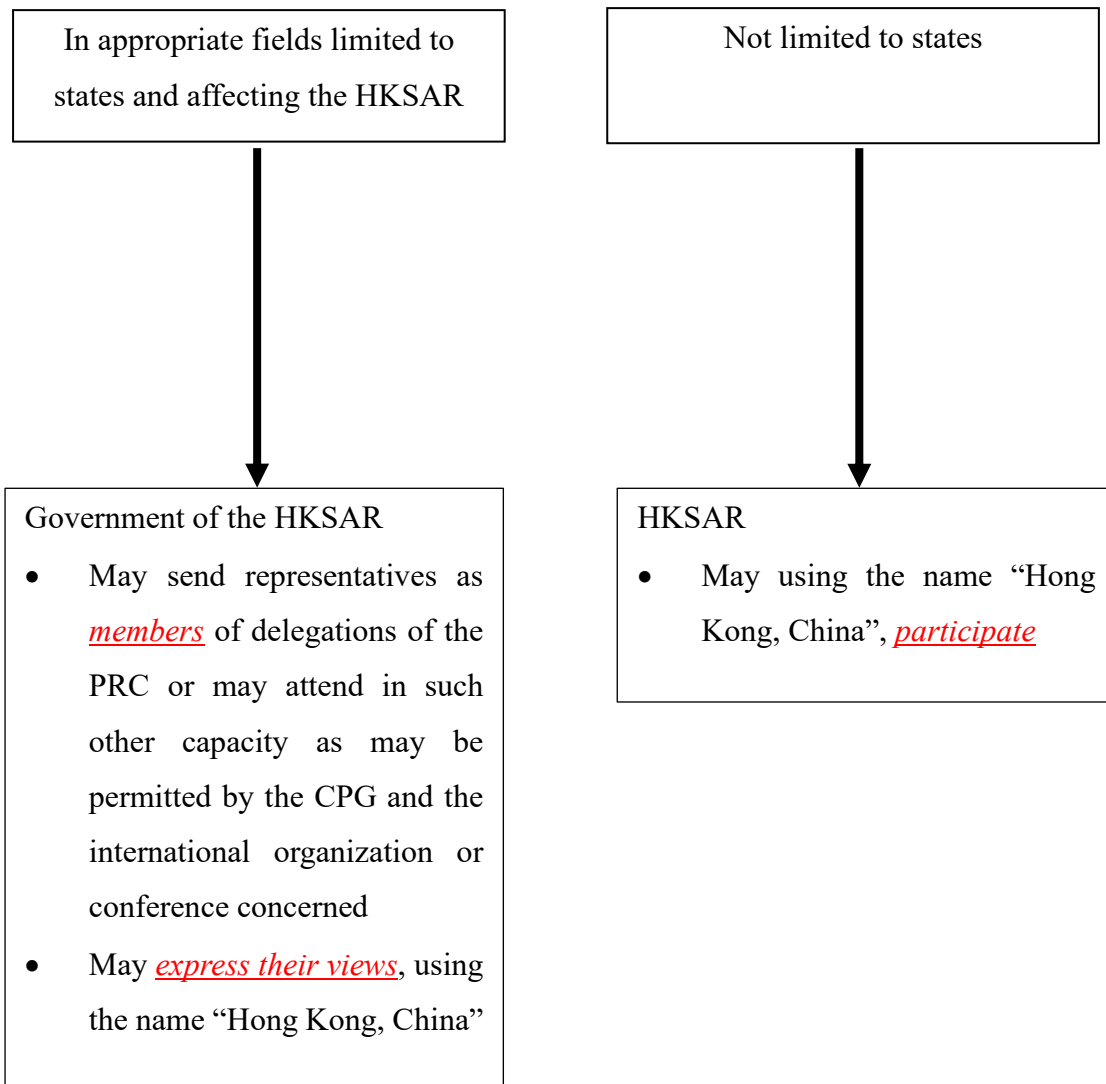 In appropriate fields limited to
states and affecting the HKSAR
Not limited to states
Government of the HKSAR
• May send representatives as
members of delegations of the
PRC or may attend in such
other capacity as may be
permitted by the CPG and the
international organization or
conference concerned
• May express their views, using
the name “Hong Kong, China”
HKSAR
• May using the name “Hong
Kong, China”, participate